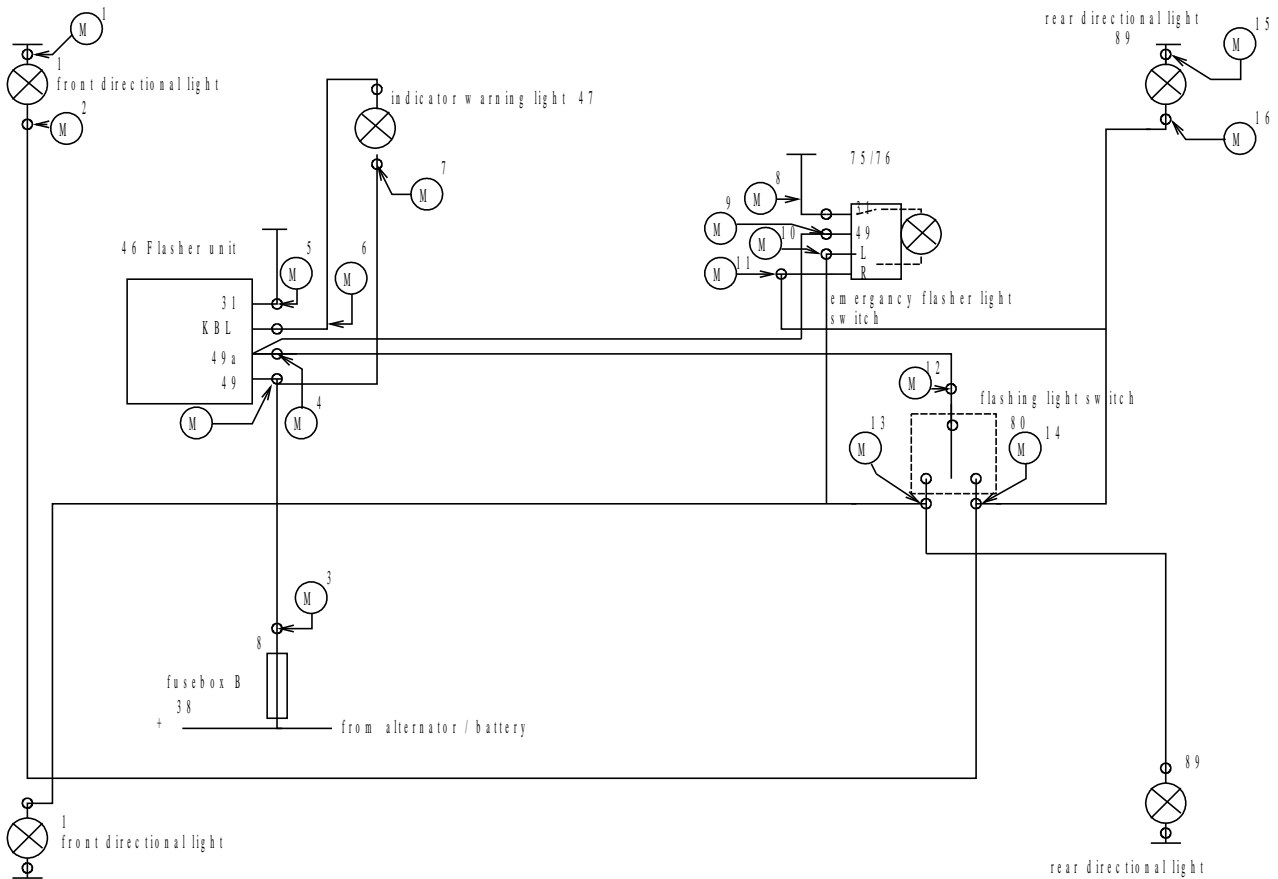 M 1
1
front directional light
M 2
rear directional light
89
M 15
M 16
indicator warning light 47
M 7
75/76
M 8
M 9
M 10
M 11
31
49
L
R
emergancy flasher light
switch
46 Flasher unit
M 5
M 6
31
KBL
49a
49
M
M 4
M 12
flashing light switch
80
M 13
M 14
M 3
8
fusebox B
38
+
from alternator / battery
89
rear directional light
1
front directional light